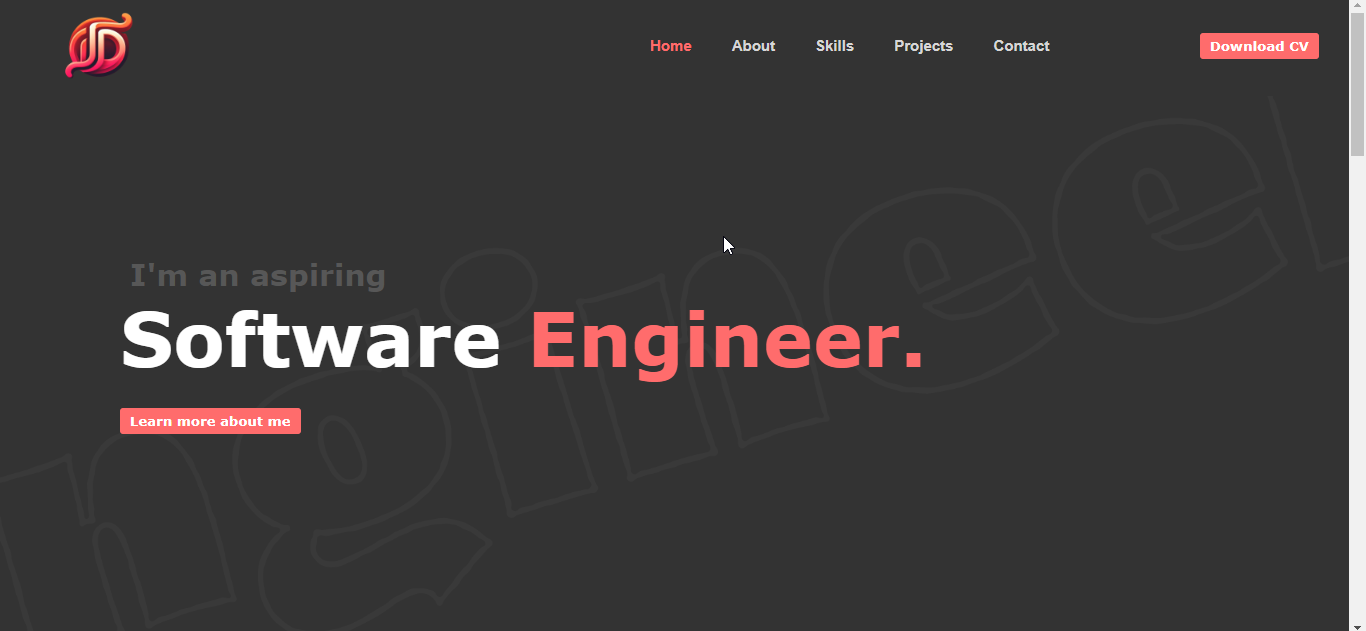 Home About Skills Projects Contact Download CV
I'm an aspiring
Software Engineer.
Learn more about me